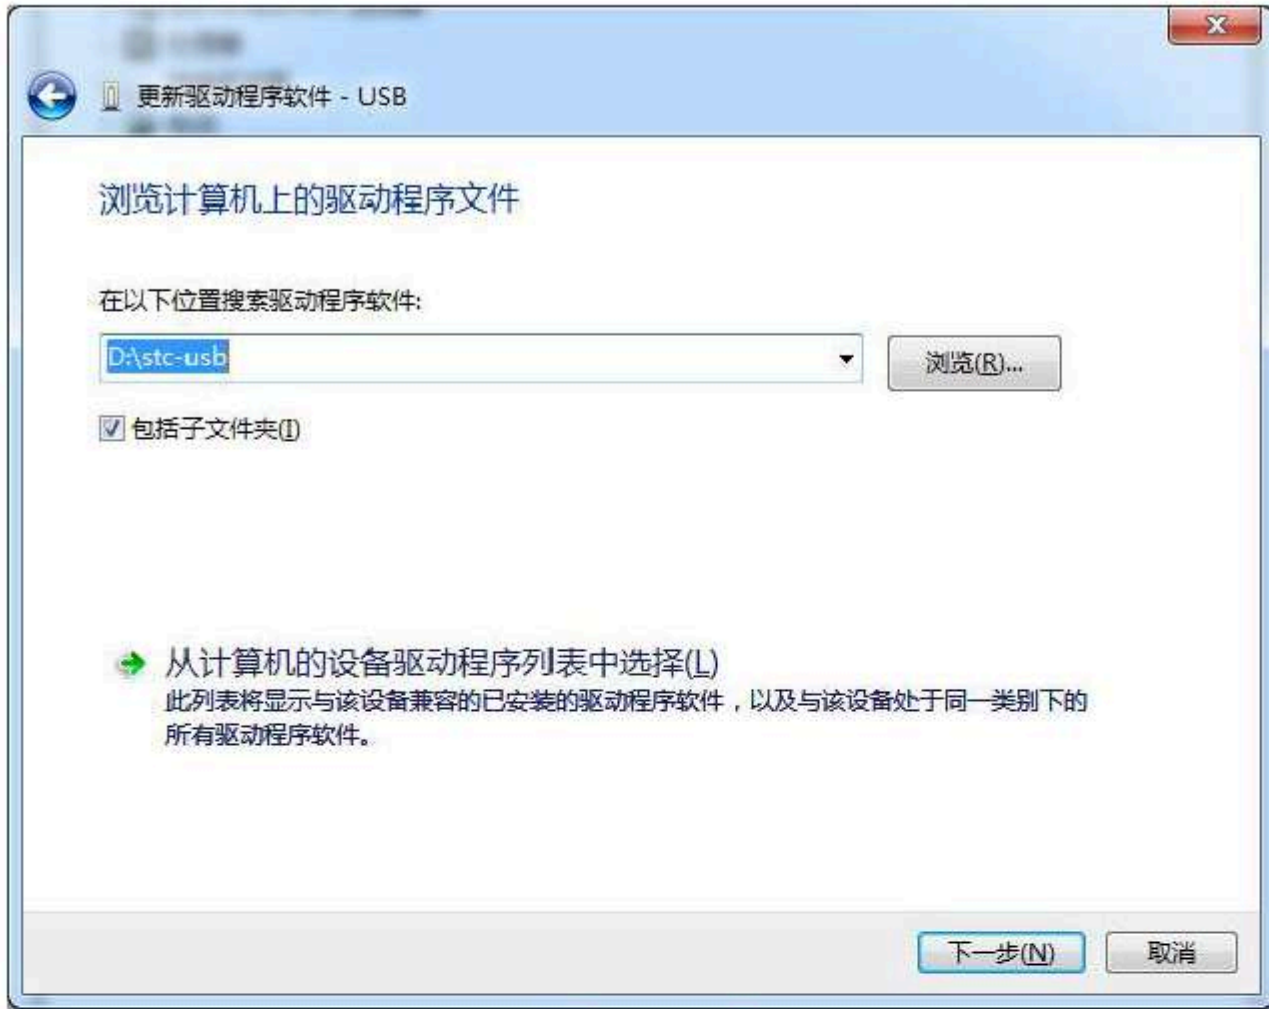 更新驱动程序软件 - USB
浏览计算机上的驱动程序文件
在以下位置搜索驱动程序软件:
D:\stc-usb
浏览(R)...
包括子文件夹(I)
从计算机的设备驱动程序列表中选择(L)
此列表将显示与该设备兼容的已安装的驱动程序软件，以及与该设备处于同一类别下的
所有驱动程序软件。
下一步(N)
取消